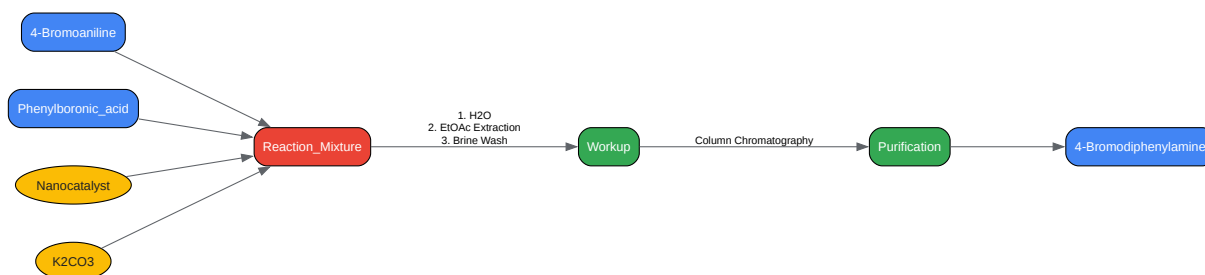 4-Bromoaniline
Phenylboronic_acid
Nanocatalyst
K2CO3
Reaction_Mixture
1. H2O
2. EtOAc Extraction
3. Brine Wash
Workup
Column Chromatography
Purification
4-Bromodiphenylamine